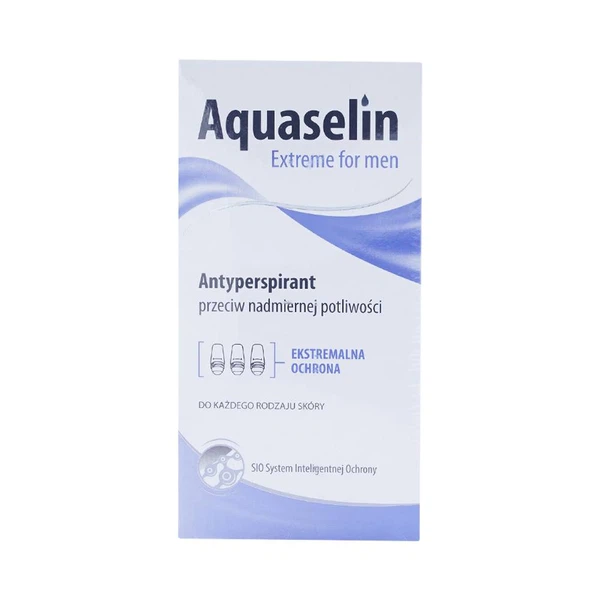 Aquaselin
Extreme for men
Antyperspirant
przeciw nadmiernej potliwości
EKSTREMALNA
OCHRONA
DO KAŻDEGO RODZAJU SKÓRY
SIO System Inteligentnej Ochrony